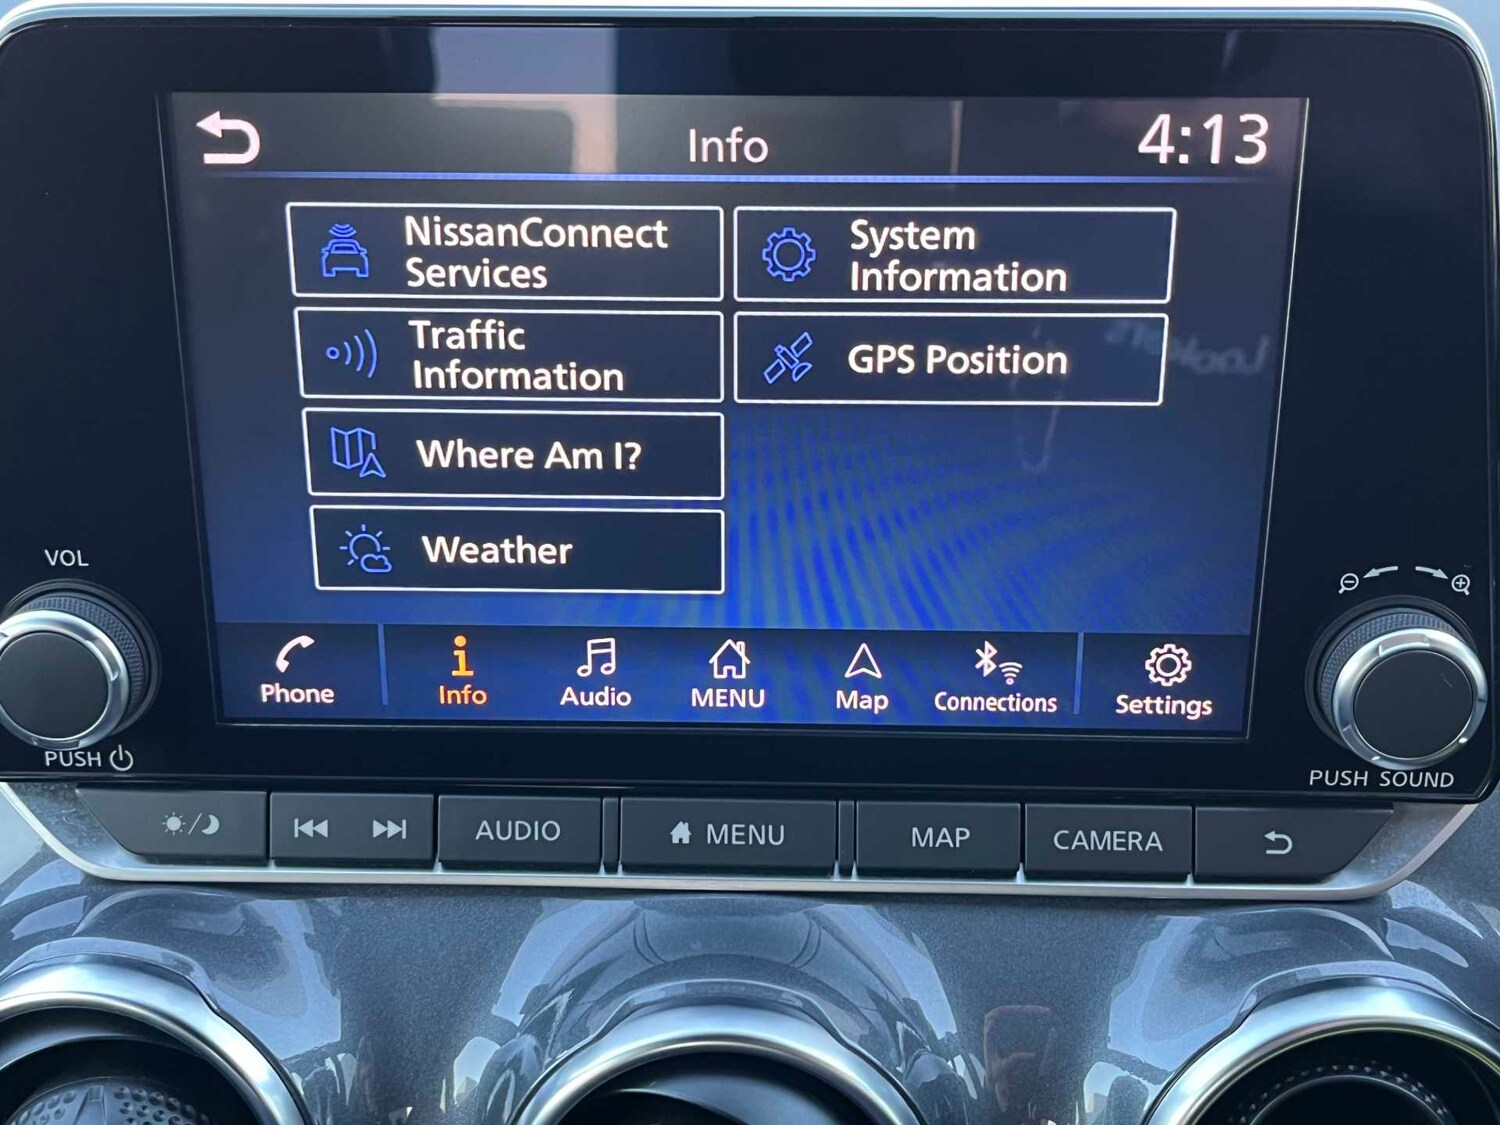 Info
4:13
NissanConnect
Services
System
Information
Traffic
Information
GPS Position
Where Am I?
Weather
VOL
Phone
Info
Audio
MENU
Map
Connections
Settings
PUSH
PUSH SOUND
AUDIO
MENU
MAP
CAMERA